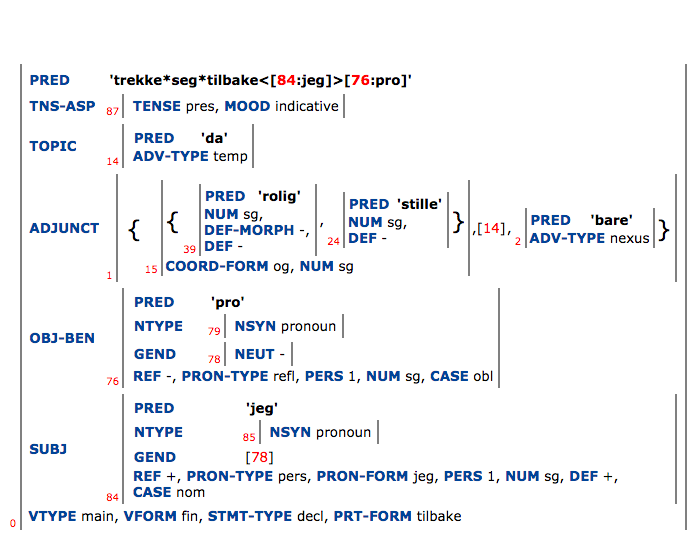 PRED 'trekke*seg*tilbake<[84:jeg]>[76:pro]'
TNS-ASP 87 TENSE pres, MOOD indicative
TOPIC 14 PRED 'da'
ADV-TYPE temp
ADJUNCT 1 { 15 { 39 PRED 'rolig'
NUM sg,
DEF-MORPH -,
DEF -
, 24 PRED 'stille'
NUM sg,
DEF -
}
COORD-FORM og, NUM sg
,[14], 2 PRED 'bare'
ADV-TYPE nexus }
OBJ-BEN 76 PRED 'pro'
NTYPE 79 NSYN pronoun
GEND 78 NEUT -
REF -, PRON-TYPE refl, PERS 1, NUM sg, CASE obl
SUBJ 84 PRED 'jeg'
NTYPE 85 NSYN pronoun
GEND [78]
REF +, PRON-TYPE pers, PRON-FORM jeg, PERS 1, NUM sg, DEF +,
CASE nom
0 VTYPE main, VFORM fin, STMT-TYPE decl, PRT-FORM tilbake